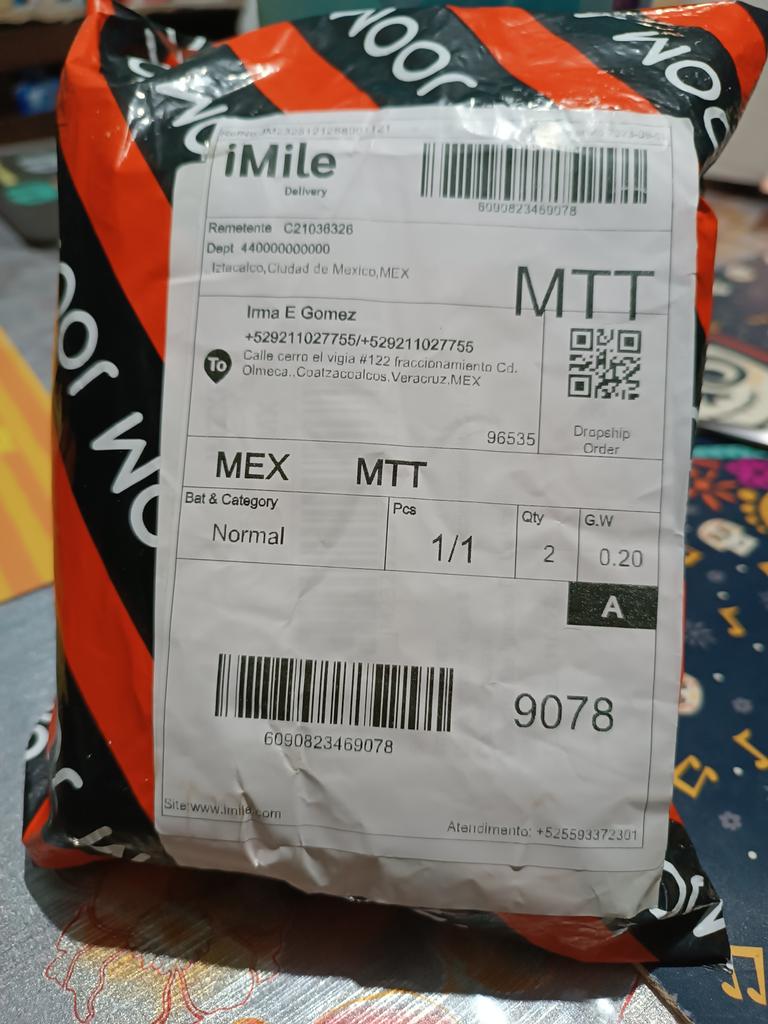 NOOR
iMile
Delivery
6090823469078
Remetente C21036326
Dept 440000000000
Iztacalco,Ciudad de Mexico,MEX
MTT
Irma E Gomez
+529211027755/+529211027755
To
Calle cerro el vigia #122 fraccionamiento Cd.
Olmeca.,Coatzacoalcos,Veracruz,MEX
96535
Dropship
Order
MEX MTT
Bat & Category
Normal
Pcs
1/1
Qty
2
G.W
0.20
A
6090823469078
9078
Site:www.imile.com
Atendimento: +525593372301